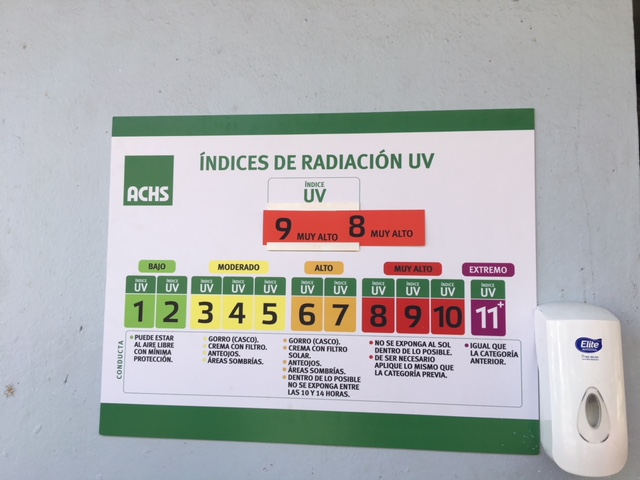 ÍNDICES DE RADIACIÓN UV
ACHS
ÍNDICE
UV
9 MUY ALTO 8 MUY ALTO
BAJO MODERADO ALTO MUY ALTO EXTREMO
ÍNDICE ÍNDICE ÍNDICE ÍNDICE ÍNDICE ÍNDICE ÍNDICE ÍNDICE ÍNDICE ÍNDICE ÍNDICE
UV UV UV UV UV UV UV UV UV UV UV
1 2 3 4 5 6 7 8 9 10 11+
CONDUCTA
PUEDE ESTAR
AL AIRE LIBRE
CON MÍNIMA
PROTECCIÓN.
GORRO (CASCO).
CREMA CON FILTRO.
ANTEOJOS.
ÁREAS SOMBRÍAS.
GORRO (CASCO).
CREMA CON FILTRO
SOLAR.
ANTEOJOS.
ÁREAS SOMBRÍAS.
DENTRO DE LO POSIBLE
NO SE EXPONGA ENTRE
LAS 10 Y 14 HORAS.
NO SE EXPONGA AL SOL
DENTRO DE LO POSIBLE.
DE SER NECESARIO
APLIQUE LO MISMO QUE
LA CATEGORÍA PREVIA.
IGUAL QUE
LA CATEGORÍA
ANTERIOR.
Elite